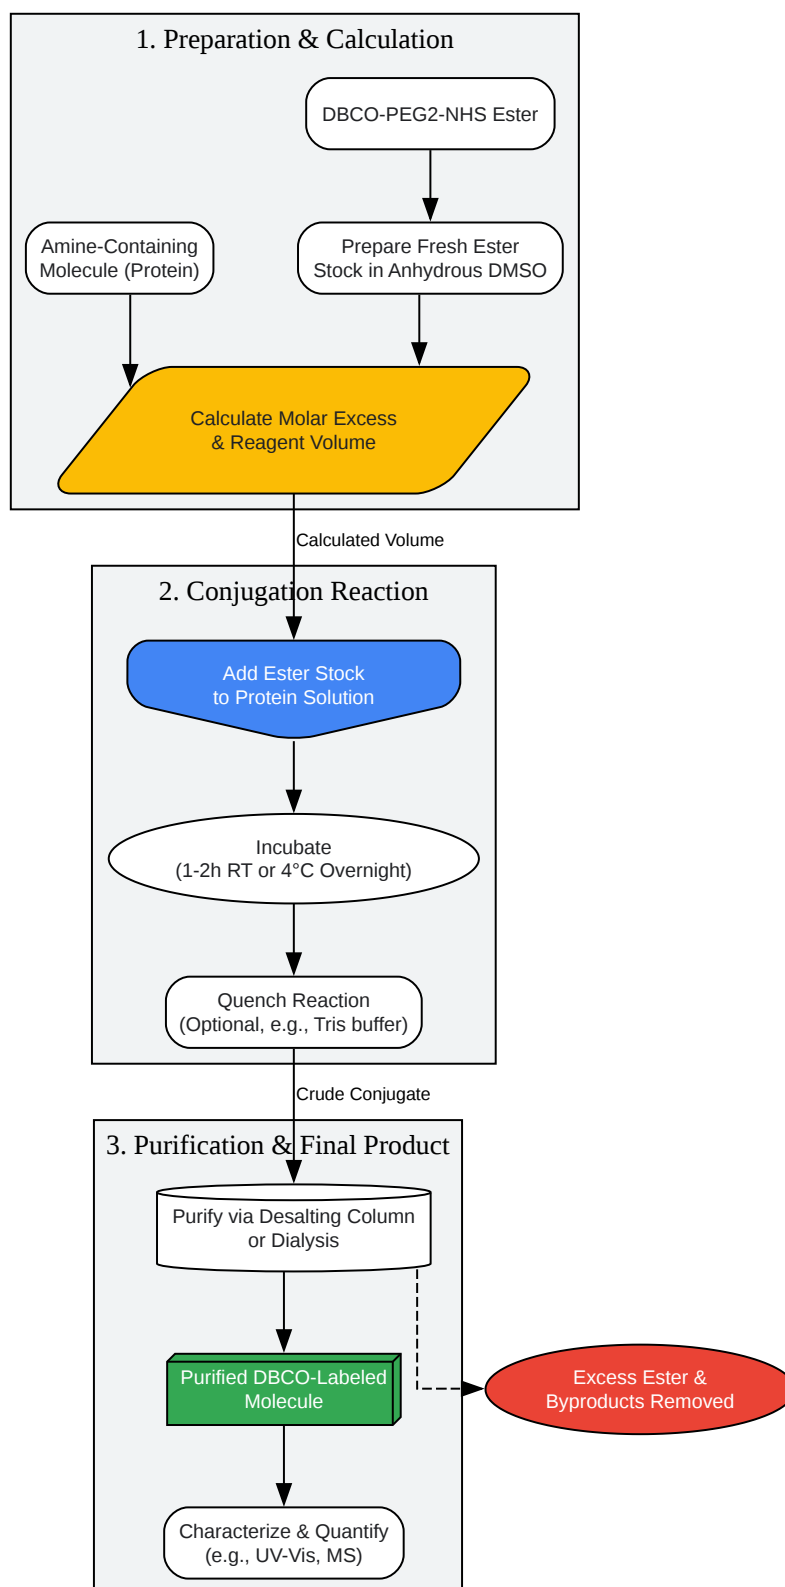 1. Preparation & Calculation
DBCO-PEG2-NHS Ester
Amine-Containing
Molecule (Protein)
Prepare Fresh Ester
Stock in Anhydrous DMSO
Calculate Molar Excess
& Reagent Volume
Calculated Volume
2. Conjugation Reaction
Add Ester Stock
to Protein Solution
Incubate
(1-2h RT or 4°C Overnight)
Quench Reaction
(Optional, e.g., Tris buffer)
Crude Conjugate
3. Purification & Final Product
Purify via Desalting Column
or Dialysis
Purified DBCO-Labeled
Molecule
Excess Ester &
Byproducts Removed
Characterize & Quantify
(e.g., UV-Vis, MS)